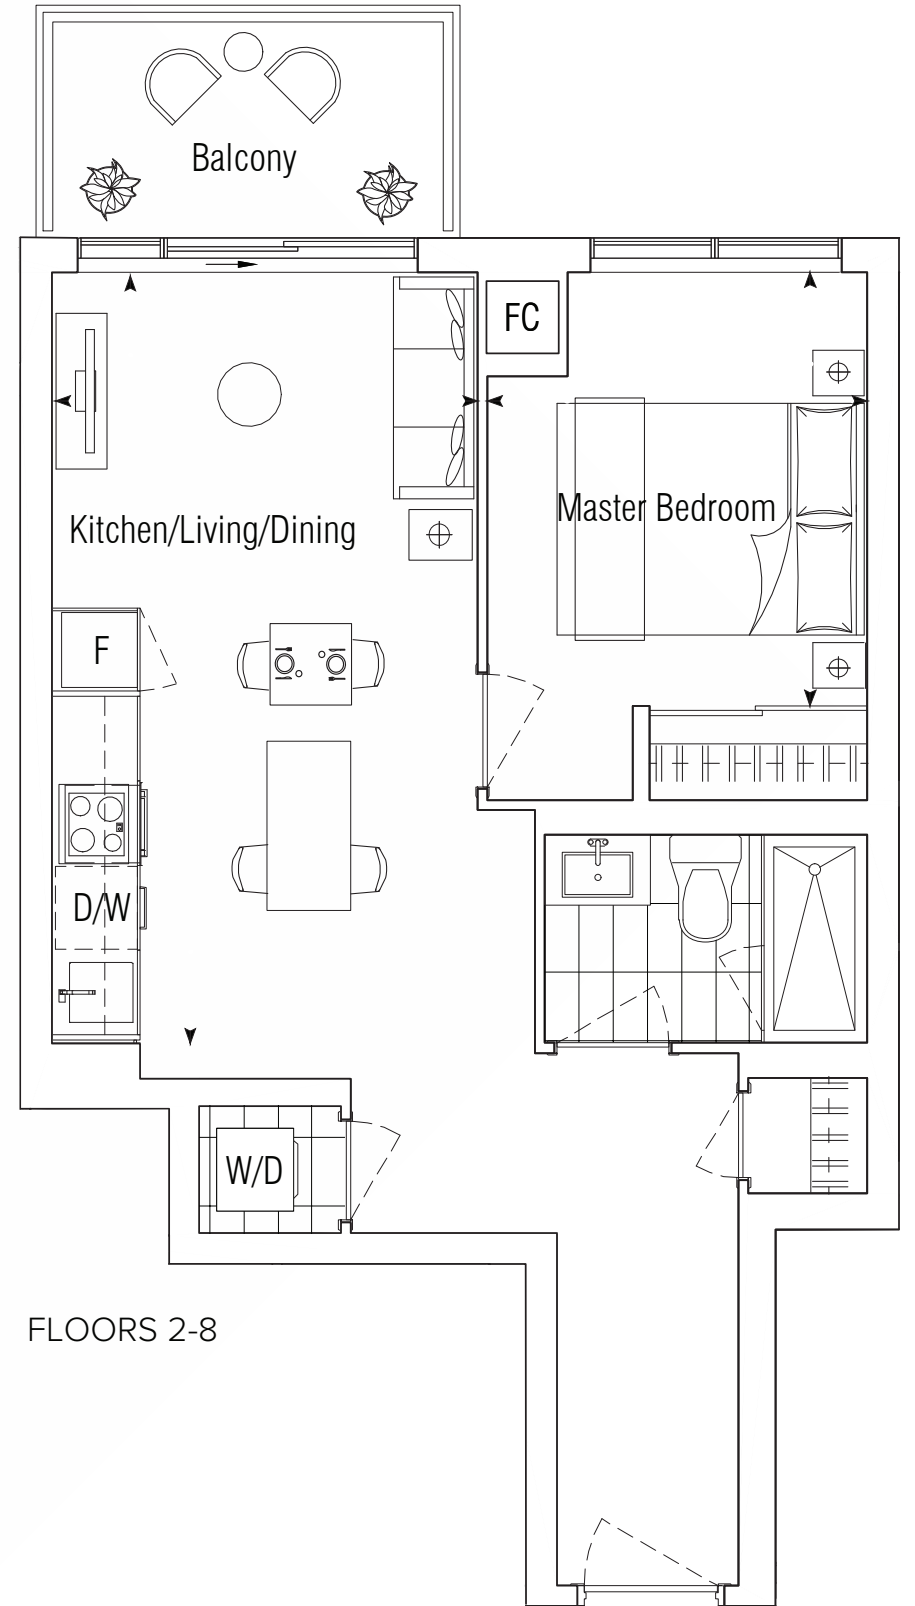 Balcony
FC
Master Bedroom
Kitchen/Living/Dining
F
D/W
W/D
FLOORS 2-8